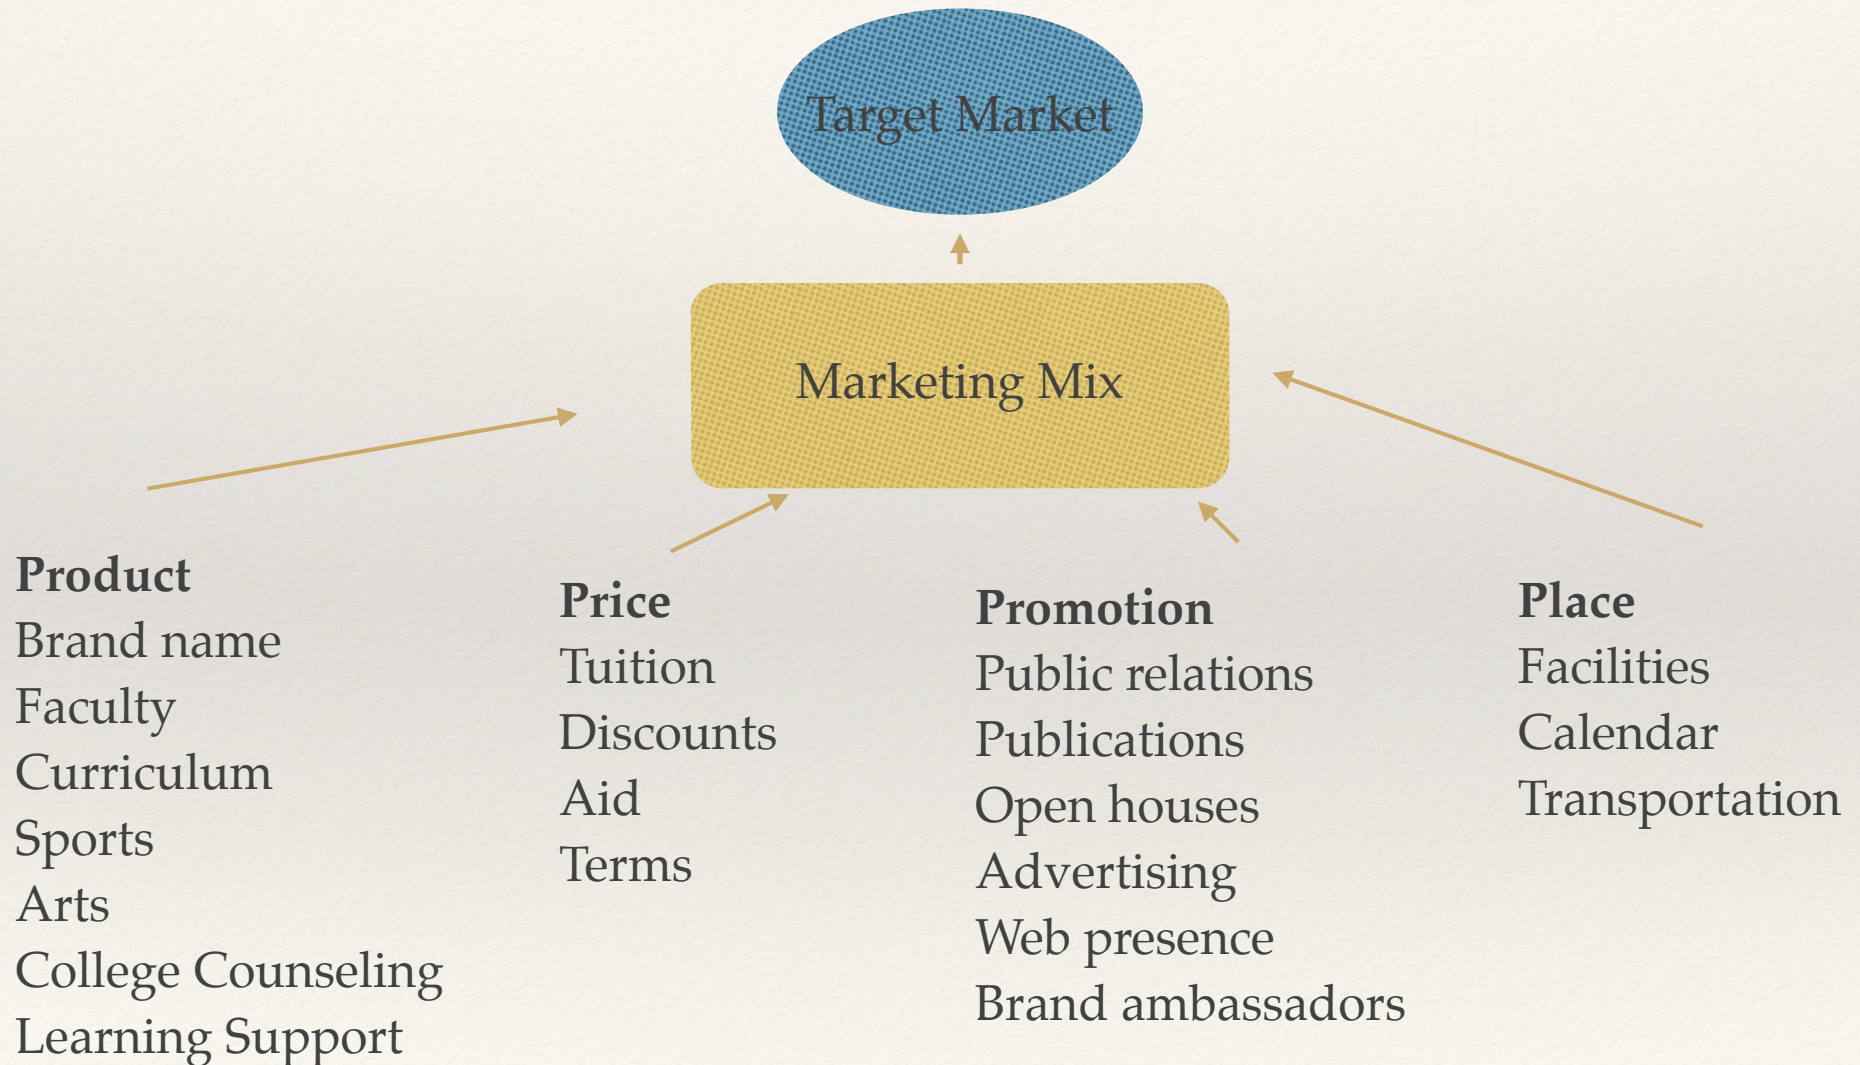 Target Market
Marketing Mix
Product
Brand name
Faculty
Curriculum
Sports
Arts
College Counseling
Learning Support
Price
Tuition
Discounts
Aid
Terms
Promotion
Public relations
Publications
Open houses
Advertising
Web presence
Brand ambassadors
Place
Facilities
Calendar
Transportation